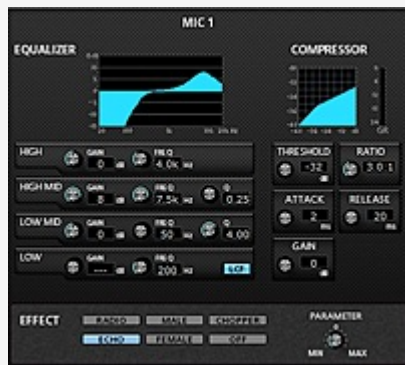 MIC 1
EQUALIZER
COMPRESSOR
GR
HIGH GAIN 0 dB FREQ 4.0k Hz
HIGH MID GAIN 8 dB FREQ 7.5k Hz Q 0.25
LOW MID GAIN 0 dB FREQ 50 Hz Q 4.00
LOW GAIN --- dB FREQ 200 Hz LCF
THRESHOLD -32 dB
RATIO 3.0 1
ATTACK 2 ms
RELEASE 20 ms
GAIN 0 dB
EFFECT
RADIO MALE CHOPPER
ECHO FEMALE OFF
PARAMETER
0
MIN MAX